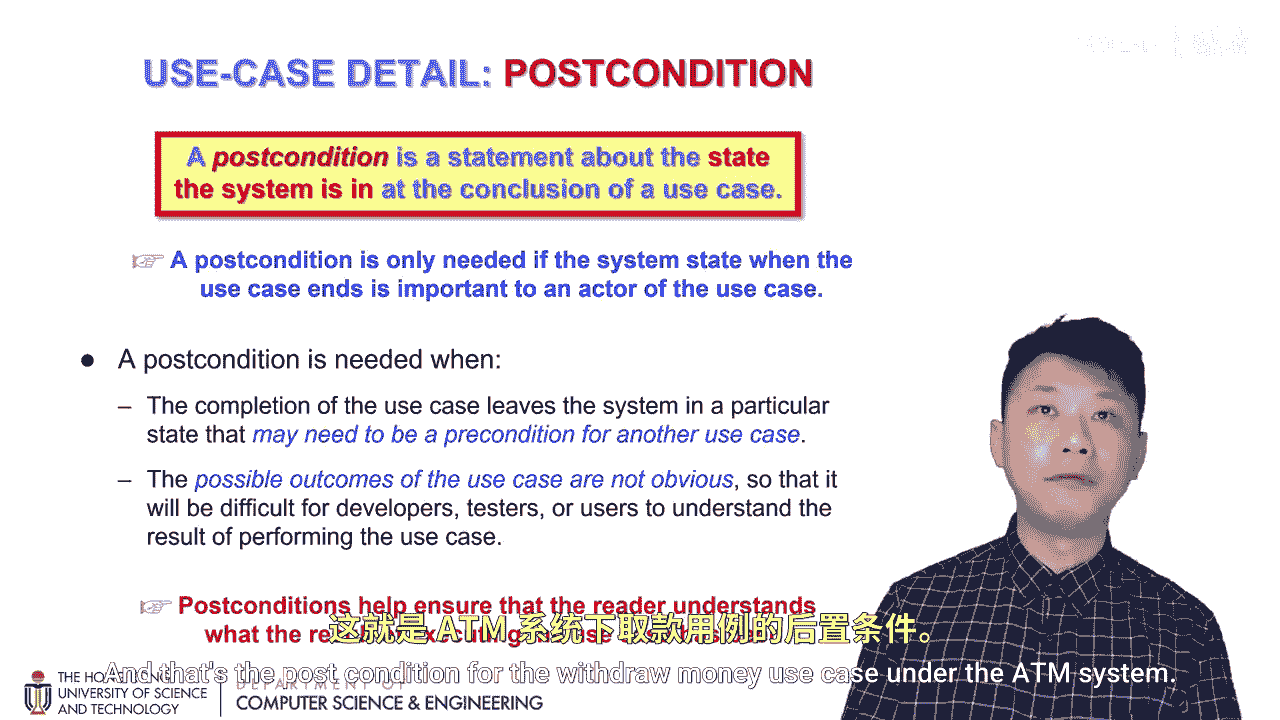 USE-CASE DETAIL: POSTCONDITION
A postcondition is a statement about the state
the system is in at the conclusion of a use case.
☞ A postcondition is only needed if the system state when the
use case ends is important to an actor of the use case.
● A postcondition is needed when:
– The completion of the use case leaves the system in a particular
state that may need to be a precondition for another use case.
– The possible outcomes of the use case are not obvious, so that it
will be difficult for developers, testers, or users to understand the
result of performing the use case.
☞ Postconditions help ensure that the reader understands
what the
这就是 ATM 系统下取款用例的后置条件。
And that's the post condition for the withdraw money use case under the ATM system.
THE HONG
UNIVERSITY OF SCIENCE
AND TECHNOLOGY
DEPARTMENT OF
COMPUTER SCIENCE & ENGINEERING